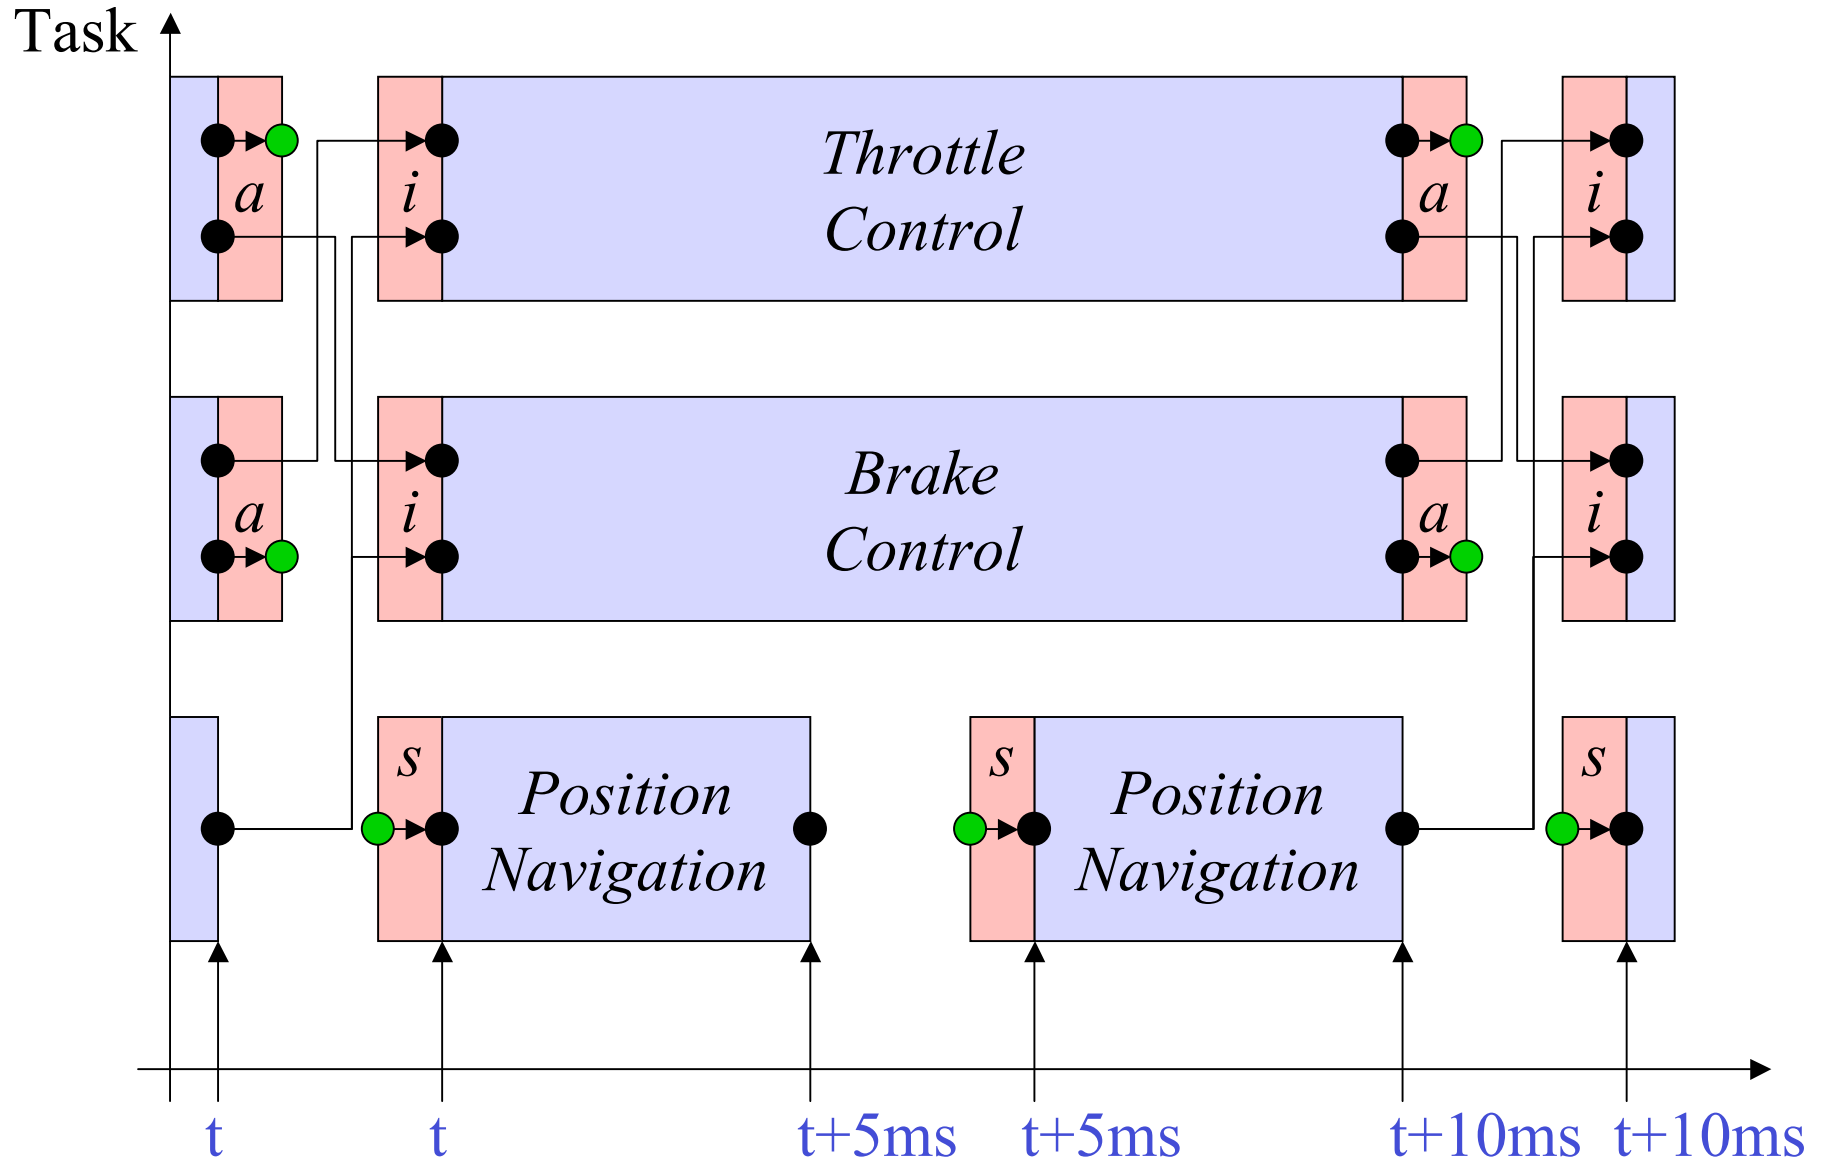 Task
Throttle
Control
a
i
a
i
Brake
Control
a
i
a
i
s
Position
Navigation
s
Position
Navigation
s
t
t
t+5ms
t+5ms
t+10ms
t+10ms